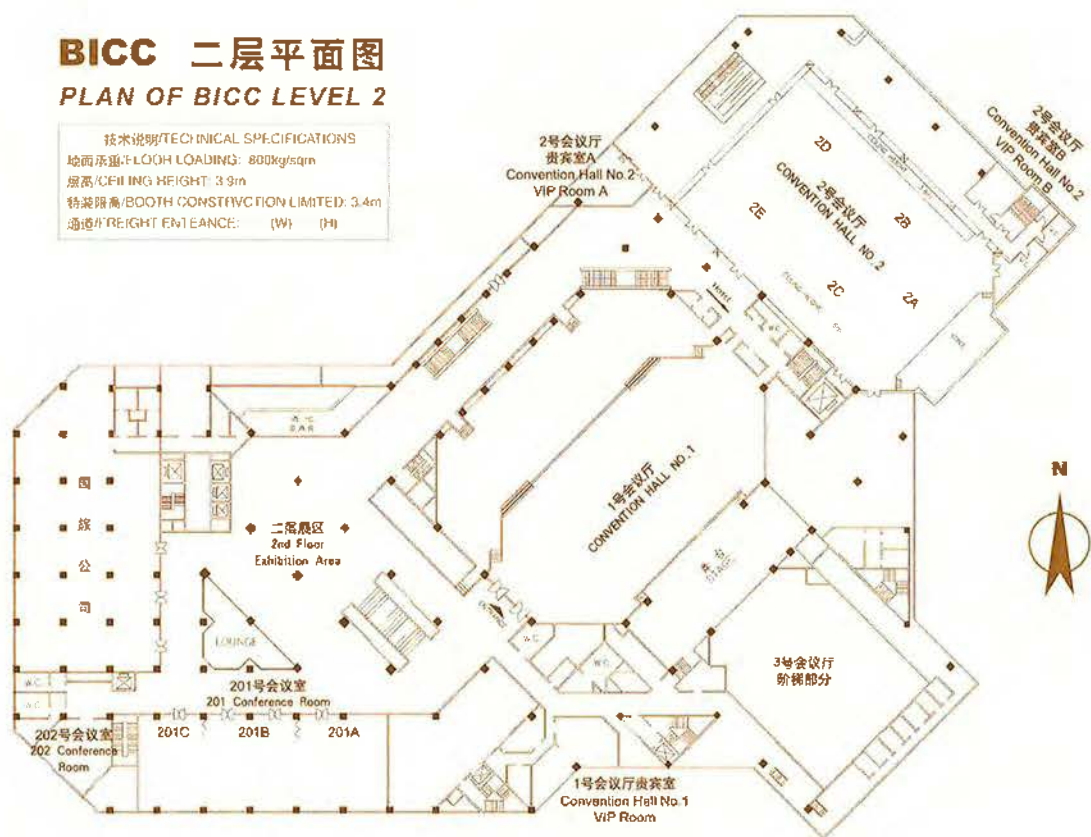 BICC 二层平面图
PLAN OF BICC LEVEL 2
技术说明/TECHNICAL SPECIFICATIONS
地面承重/FLOOR LOADING: 800kg/sqm
层高/CEILING HEIGHT: 3.9m
特装限高/BOOTH CONSTRVCTION LIMITED: 3.4m
通道/FREIGHT ENTEANCE: (W) (H)
2号会议厅
贵宾室A
Convention Hall No.2
VIP Room A
2号会议厅
贵宾室B
Convention Hall No.2
VIP Room B
2D
2号会议厅
CONVENTION HALL NO.2
2B
2E
2C
2A
W.C.
1号会议厅
CONVENTION HALL NO.1
STAGE
N
BAR
国旅公司
二层展区
2nd Floor
Exhibition Area
LOUNGE
W.C.
W.C.
3号会议厅
阶梯部分
W.C.
W.C.
201号会议室
201 Conference Room
201C
201B
201A
202号会议室
202 Conference
Room
1号会议厅贵宾室
Convention Hall No.1
VIP Room